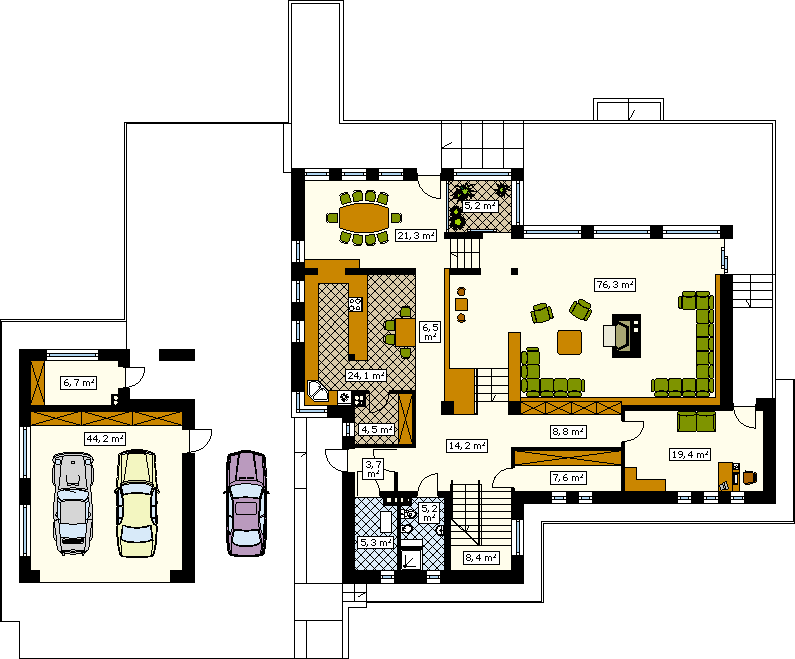 5,2 m²
21,3 m²
76,3 m²
6,5
m²
24,1 m²
6,7 m²
44,2 m²
4,5 m²
14,2 m²
8,8 m²
19,4 m²
3,7
m²
7,6 m²
5,2
m²
5,3 m²
8,4 m²